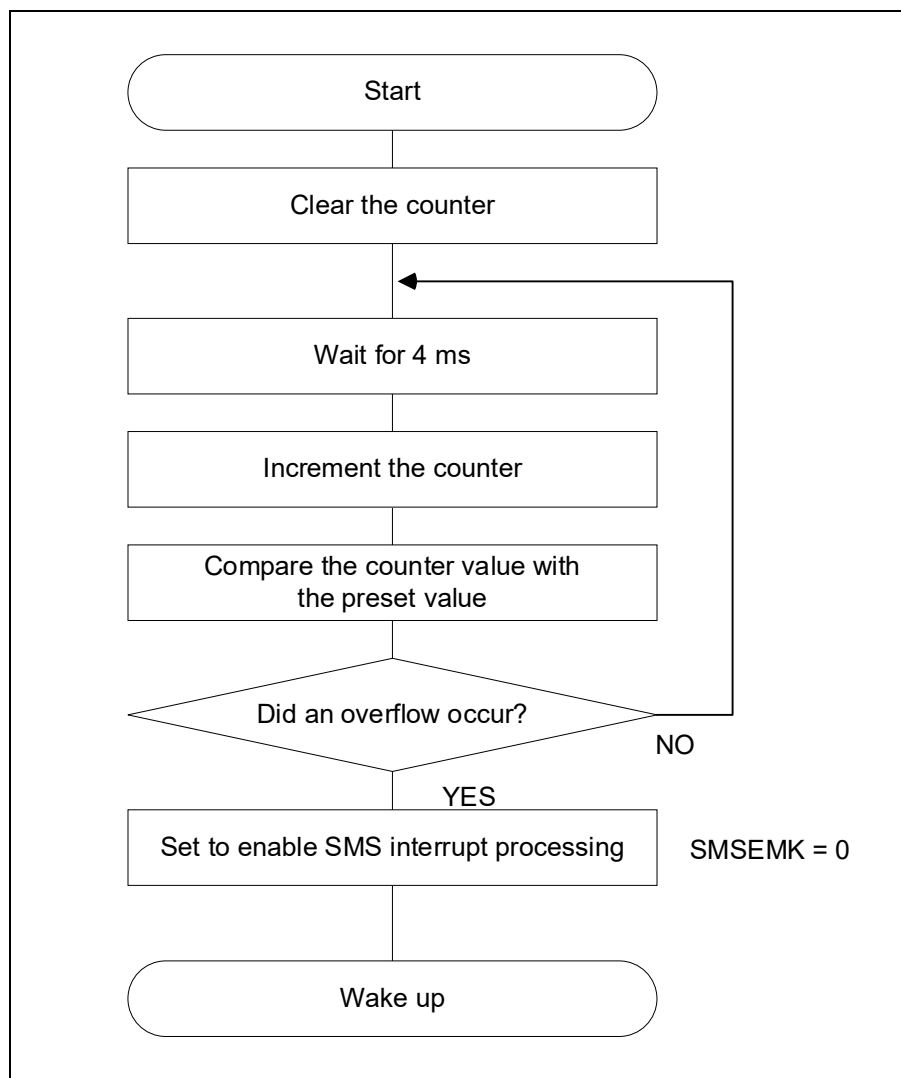 Start
Clear the counter
Wait for 4 ms
Increment the counter
Compare the counter value with
the preset value
Did an overflow occur?
NO
YES
Set to enable SMS interrupt processing
SMSEMK = 0
Wake up